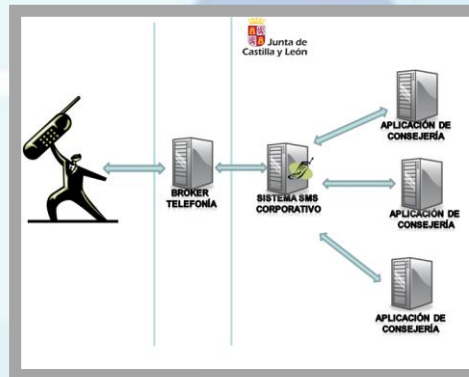 Junta de
Castilla y León
BROKER
TELEFONÍA
SISTEMA SMS
CORPORATIVO
APLICACIÓN DE
CONSEJERÍA
APLICACIÓN DE
CONSEJERÍA
APLICACIÓN DE
CONSEJERÍA